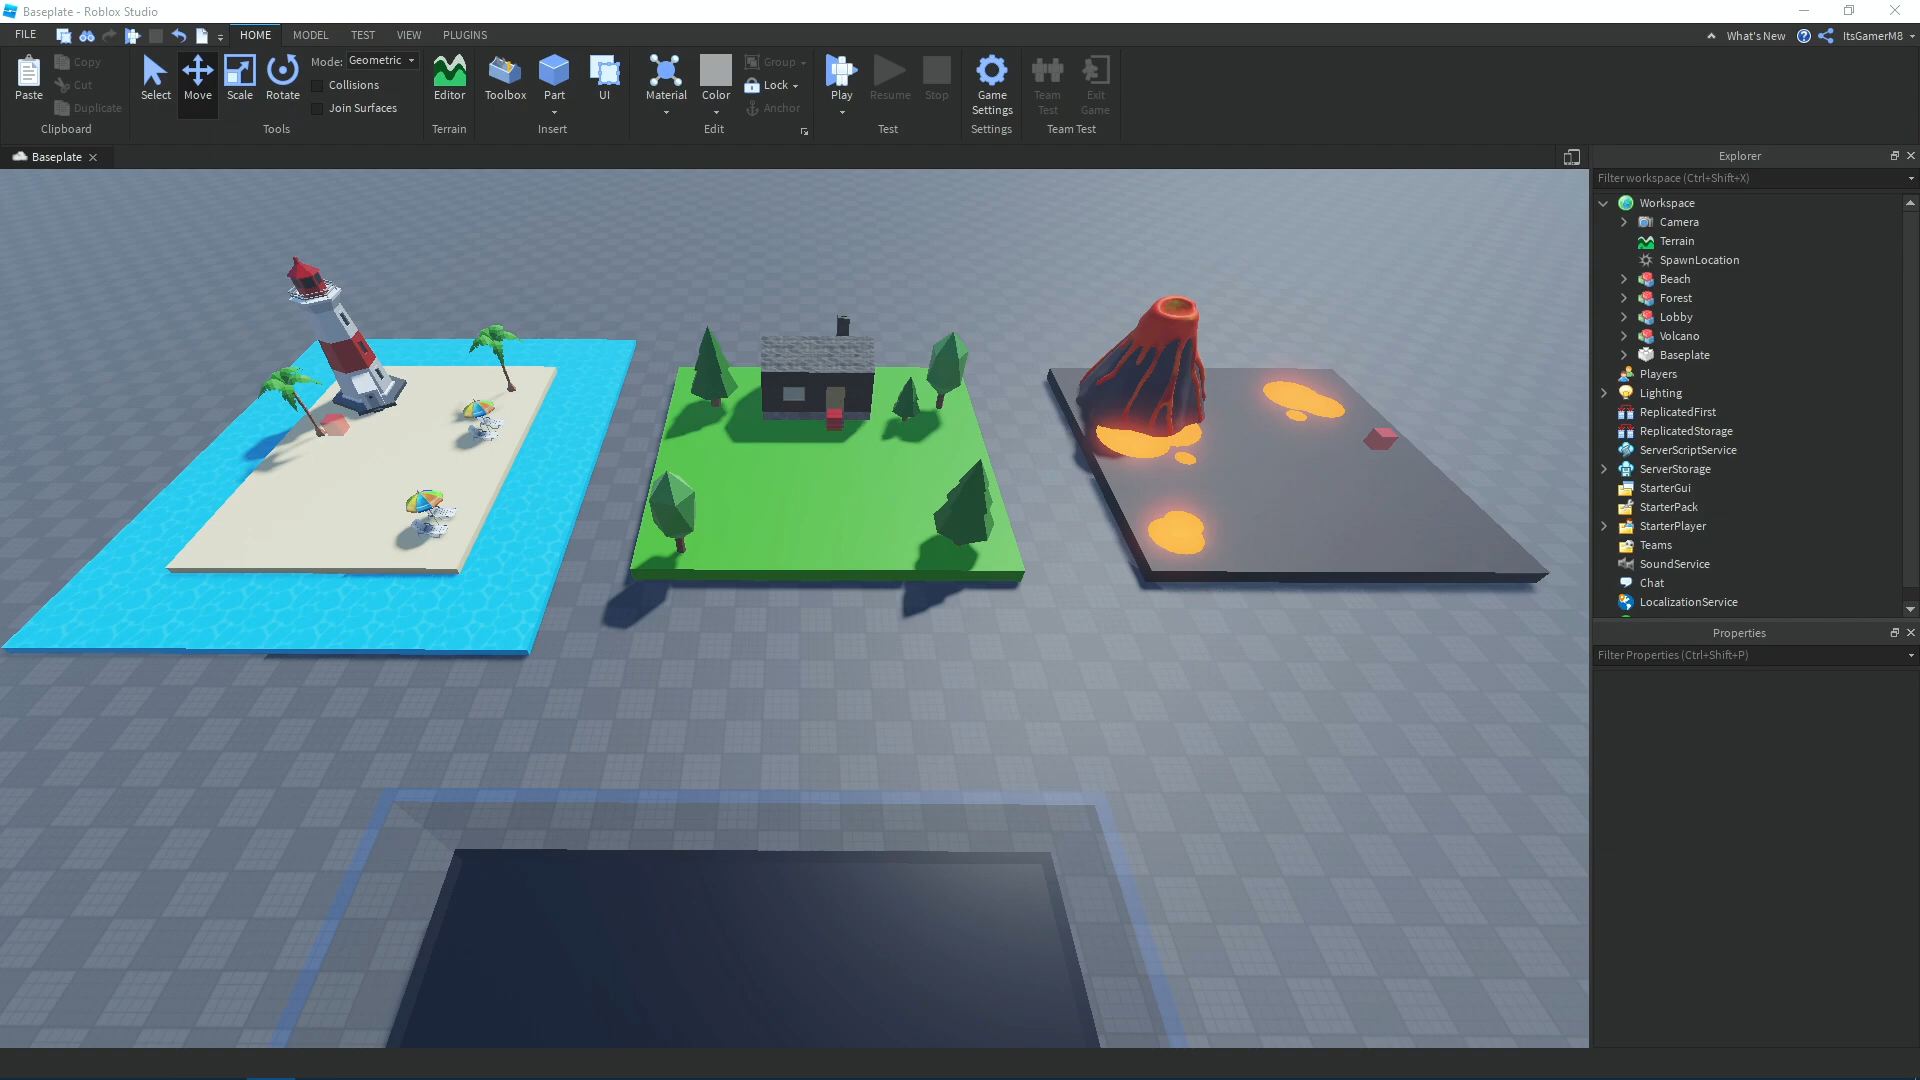 Baseplate - Roblox Studio
FILE HOME MODEL TEST VIEW PLUGINS What's New ItsGamerM8
Paste Copy Cut Duplicate Clipboard
Select Move Scale Rotate Mode: Geometric Collisions Join Surfaces Tools
Editor Terrain
Toolbox Part UI Insert
Material Color Group Lock Anchor Edit
Play Resume Stop Test
Game Settings Settings
Team Test Exit Game Team Test
Baseplate
Explorer
Filter workspace (Ctrl+Shift+X)
Workspace
Camera
Terrain
SpawnLocation
Beach
Forest
Lobby
Volcano
Baseplate
Players
Lighting
ReplicatedFirst
ReplicatedStorage
ServerScriptService
ServerStorage
StarterGui
StarterPack
StarterPlayer
Teams
SoundService
Chat
LocalizationService
Properties
Filter Properties (Ctrl+Shift+P)